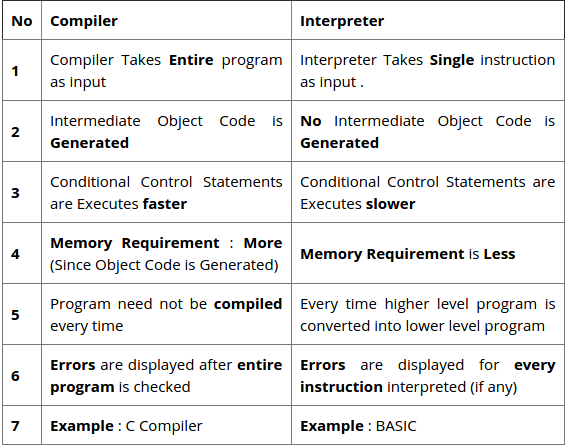 No Compiler Interpreter
1 Compiler Takes Entire program as input Interpreter Takes Single instruction as input .
2 Intermediate Object Code is Generated No Intermediate Object Code is Generated
3 Conditional Control Statements are Executes faster Conditional Control Statements are Executes slower
4 Memory Requirement : More (Since Object Code is Generated) Memory Requirement is Less
5 Program need not be compiled every time Every time higher level program is converted into lower level program
6 Errors are displayed after entire program is checked Errors are displayed for every instruction interpreted (if any)
7 Example : C Compiler Example : BASIC